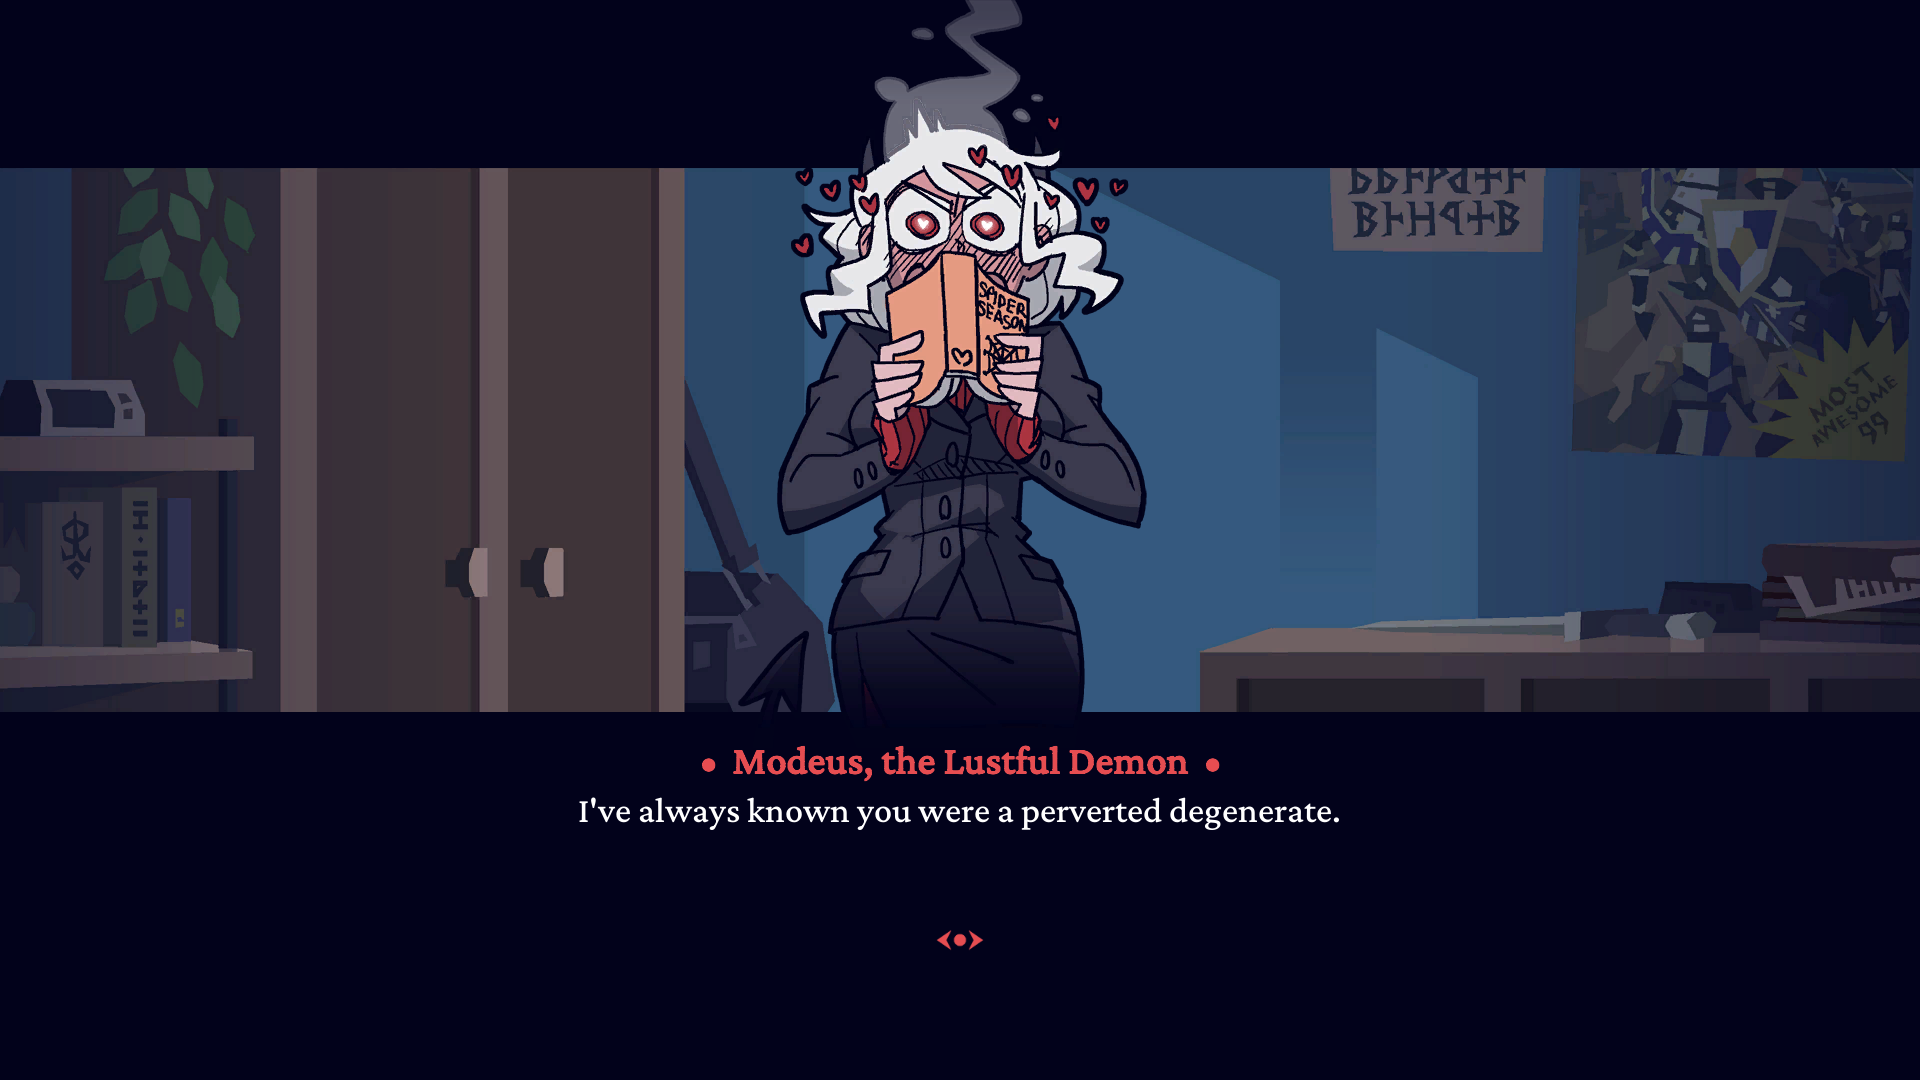 SPIDER
SEASON
MOST
AWESOME
99
• Modeus, the Lustful Demon •
I've always known you were a perverted degenerate.